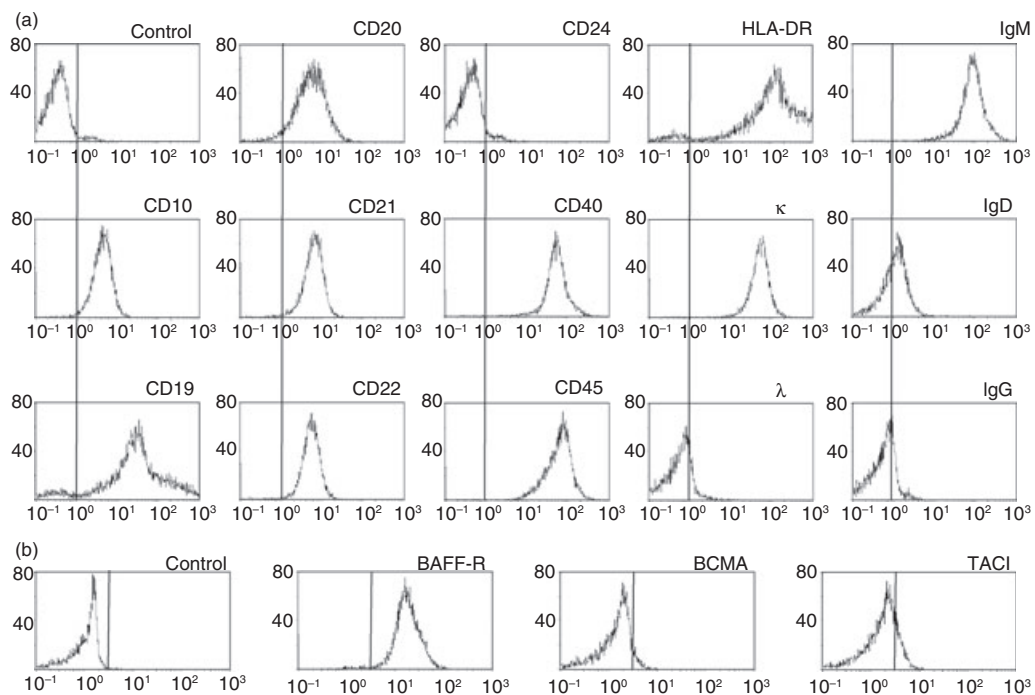 (a)
Control CD20 CD24 HLA-DR IgM
80 80 80 80 80
40 40 40 40 40
10⁻¹ 10⁰ 10¹ 10² 10³ 10⁻¹ 10⁰ 10¹ 10² 10³ 10⁻¹ 10⁰ 10¹ 10² 10³ 10⁻¹ 10⁰ 10¹ 10² 10³ 10⁻¹ 10⁰ 10¹ 10² 10³
CD10 CD21 CD40 κ IgD
80 80 80 80 80
40 40 40 40 40
10⁻¹ 10⁰ 10¹ 10² 10³ 10⁻¹ 10⁰ 10¹ 10² 10³ 10⁻¹ 10⁰ 10¹ 10² 10³ 10⁻¹ 10⁰ 10¹ 10² 10³ 10⁻¹ 10⁰ 10¹ 10² 10³
CD19 CD22 CD45 λ IgG
80 80 80 80 80
40 40 40 40 40
10⁻¹ 10⁰ 10¹ 10² 10³ 10⁻¹ 10⁰ 10¹ 10² 10³ 10⁻¹ 10⁰ 10¹ 10² 10³ 10⁻¹ 10⁰ 10¹ 10² 10³ 10⁻¹ 10⁰ 10¹ 10² 10³
(b)
Control BAFF-R BCMA TACI
80 80 80 80
40 40 40 40
10⁻¹ 10⁰ 10¹ 10² 10³ 10⁻¹ 10⁰ 10¹ 10² 10³ 10⁻¹ 10⁰ 10¹ 10² 10³ 10⁻¹ 10⁰ 10¹ 10² 10³